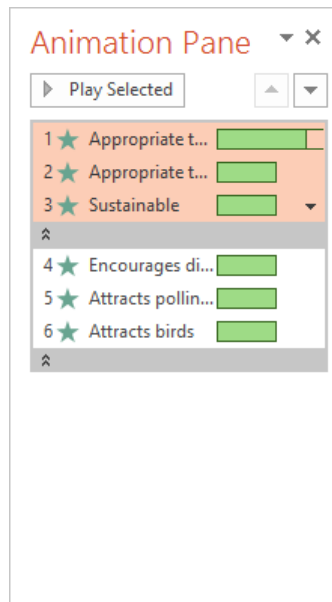 Animation Pane
Play Selected
1 Appropriate t...
2 Appropriate t...
3 Sustainable
4 Encourages di...
5 Attracts pollin...
6 Attracts birds